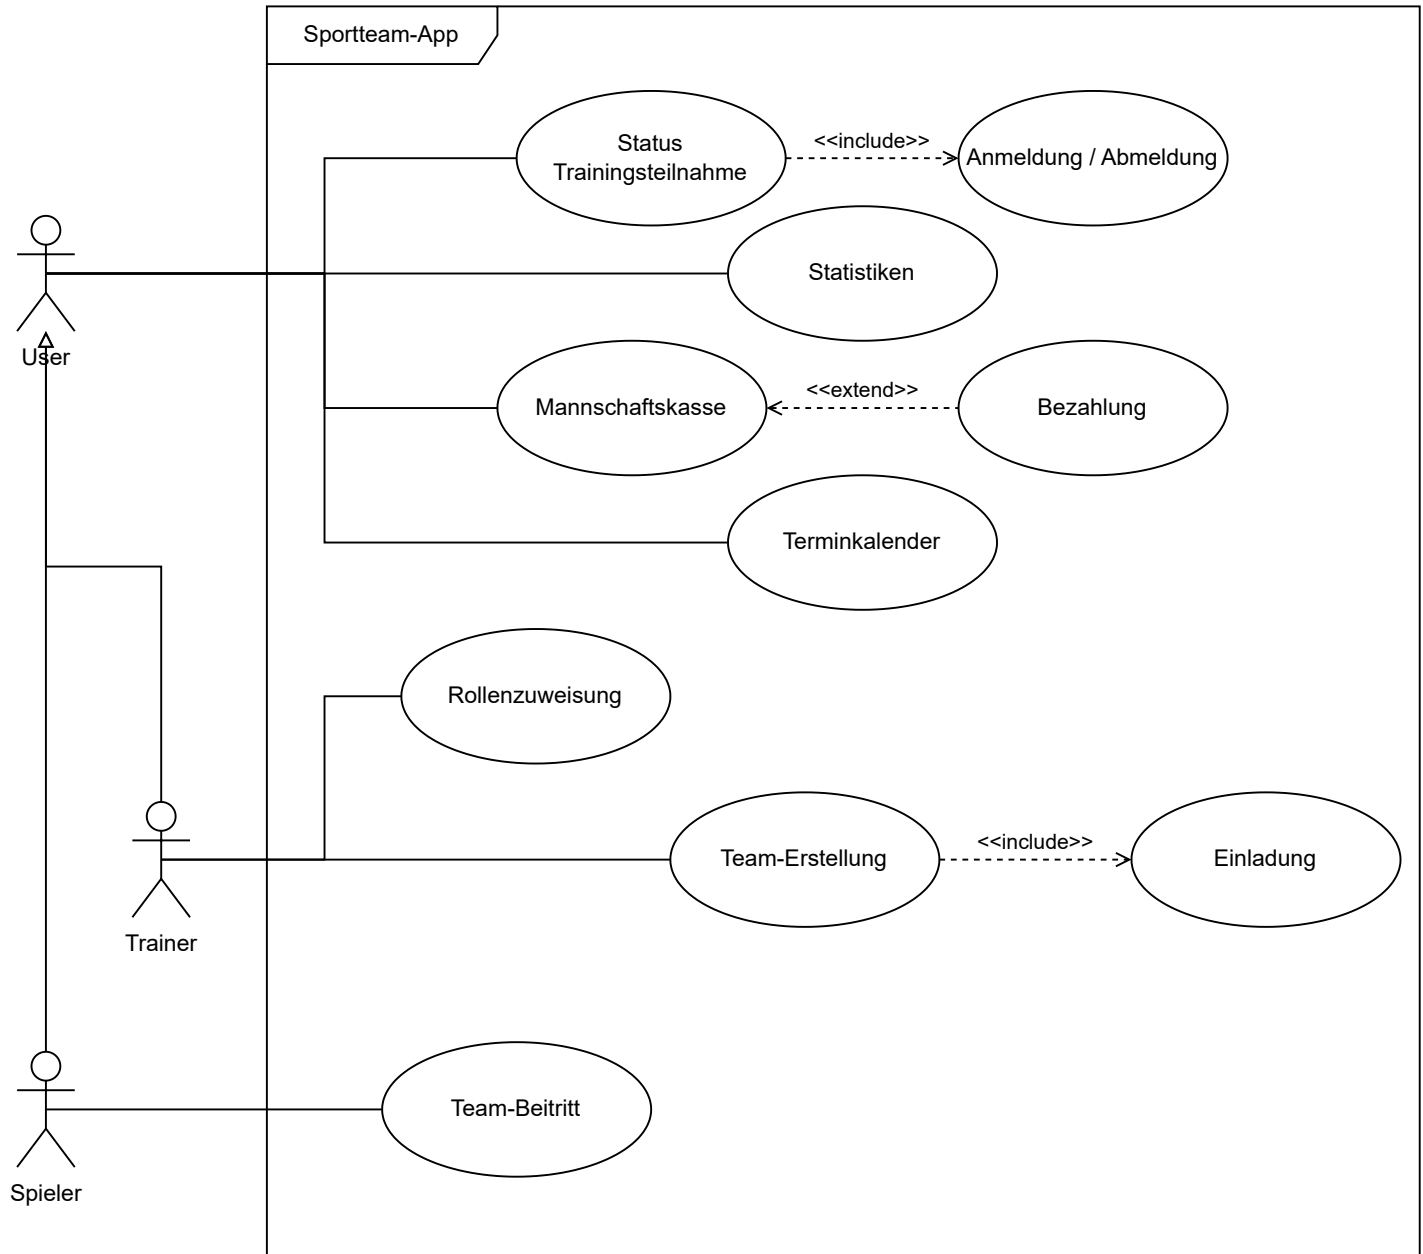 Sportteam-App
Status
Trainingsteilnahme
<<include>>
Anmeldung / Abmeldung
Statistiken
User
Mannschaftskasse
<<extend>>
Bezahlung
Terminkalender
Rollenzuweisung
Team-Erstellung
<<include>>
Einladung
Trainer
Team-Beitritt
Spieler